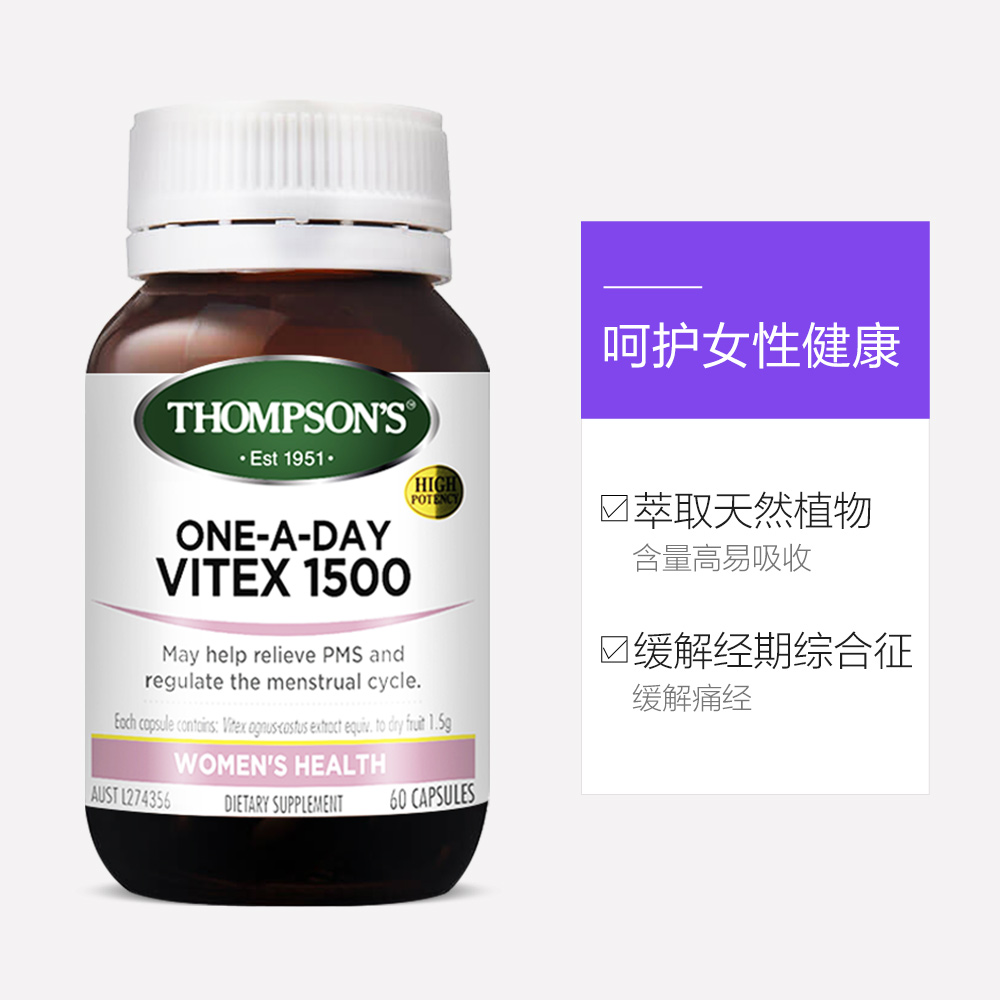 THOMPSON'S™
• Est 1951 •
HIGH
POTENCY
ONE-A-DAY
VITEX 1500
May help relieve PMS and
regulate the menstrual cycle.
Each capsule contains: Vitex agnus-castus extract equiv. to dry fruit 1.5g
WOMEN'S HEALTH
AUST L274356
DIETARY SUPPLEMENT
60 CAPSULES
呵护女性健康
☑萃取天然植物
含量高易吸收
☑缓解经期综合征
缓解痛经